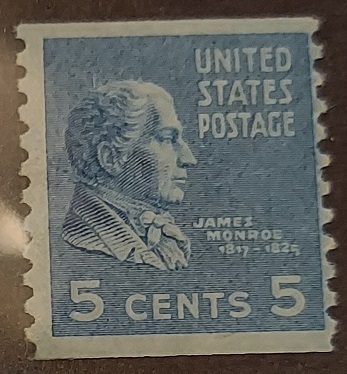 UNITED
STATES
POSTAGE
JAMES
MONROE
1817-1825
5 CENTS 5